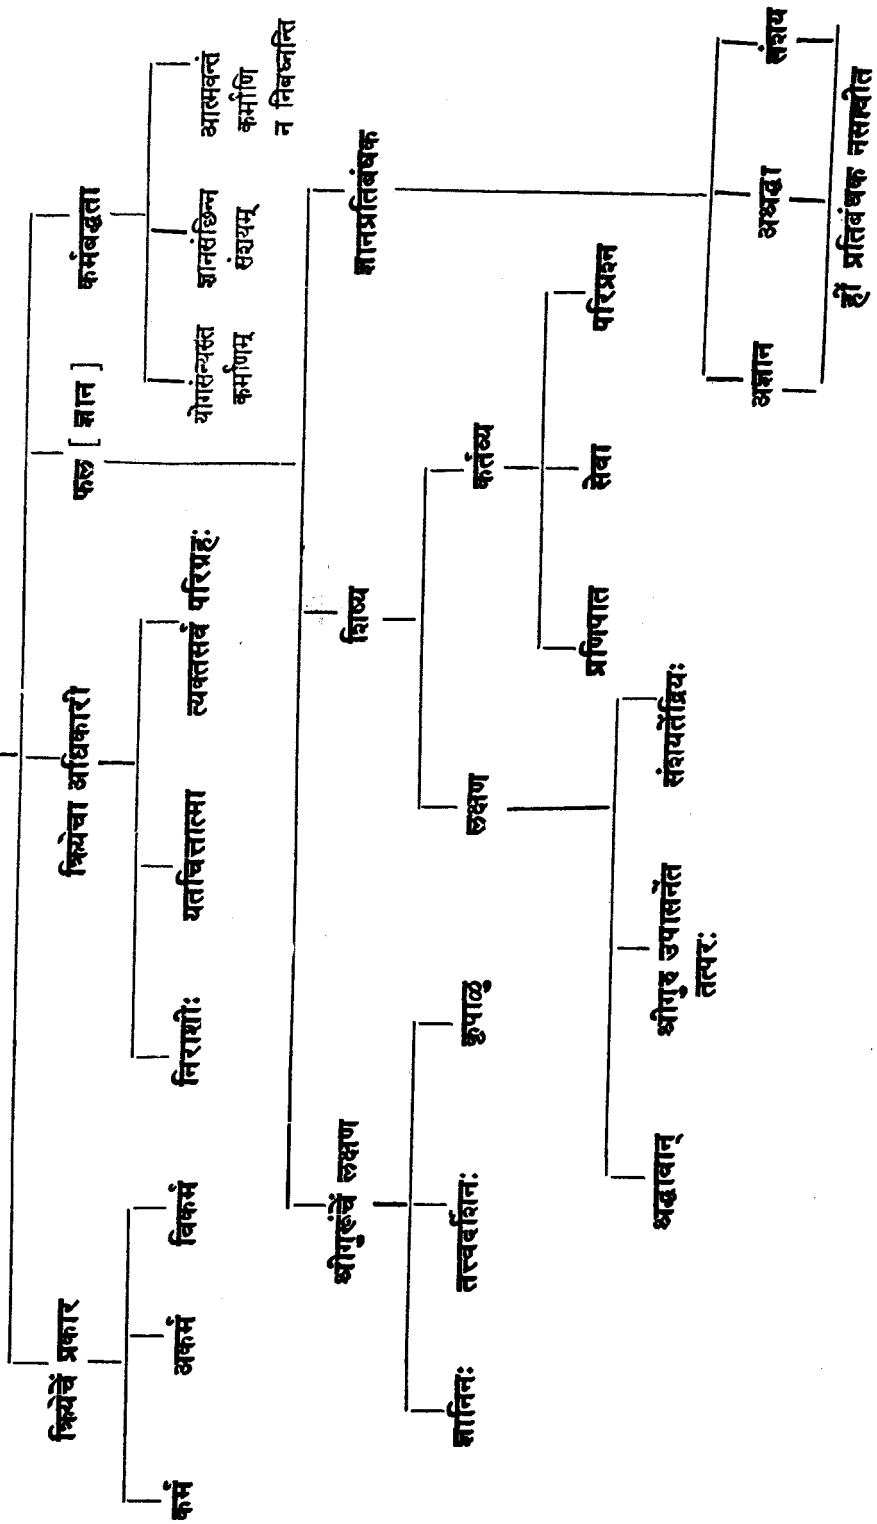 क्रियेचें प्रकार
क्रियेचा अधिकारी
फल [ ज्ञान ]
कर्मबद्धता
कर्म
अकर्म
विकर्म
निराशीः
यतचित्तात्मा
त्यक्तसर्व परिग्रहः
योगसंन्यस्त
कर्माणम्
ज्ञानसंछिन्न
संशयम्
आत्मवन्तं
कर्माणि
न निबध्नन्ति
श्रीगुरूंचें लक्षण
शिष्य
ज्ञानप्रतिबंधक
ज्ञानिनः
तत्त्वदर्शिनः
कृपाळु
लक्षण
कर्तव्य
श्रद्धावान्
श्रीगुरु उपासनेंत
तत्परः
संशयतेंद्रियः
प्रणिपात
सेवा
परिप्रश्न
अज्ञान
अश्रद्धा
संशय
हीं प्रतिबंधक नसावीत